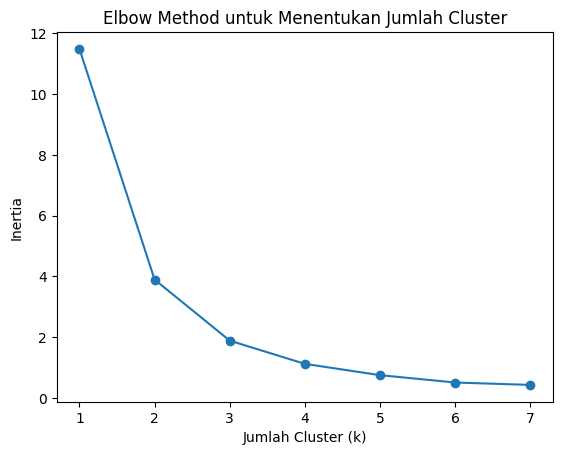 Elbow Method untuk Menentukan Jumlah Cluster
12
10
8
6
4
2
0
Inertia
1 2 3 4 5 6 7
Jumlah Cluster (k)